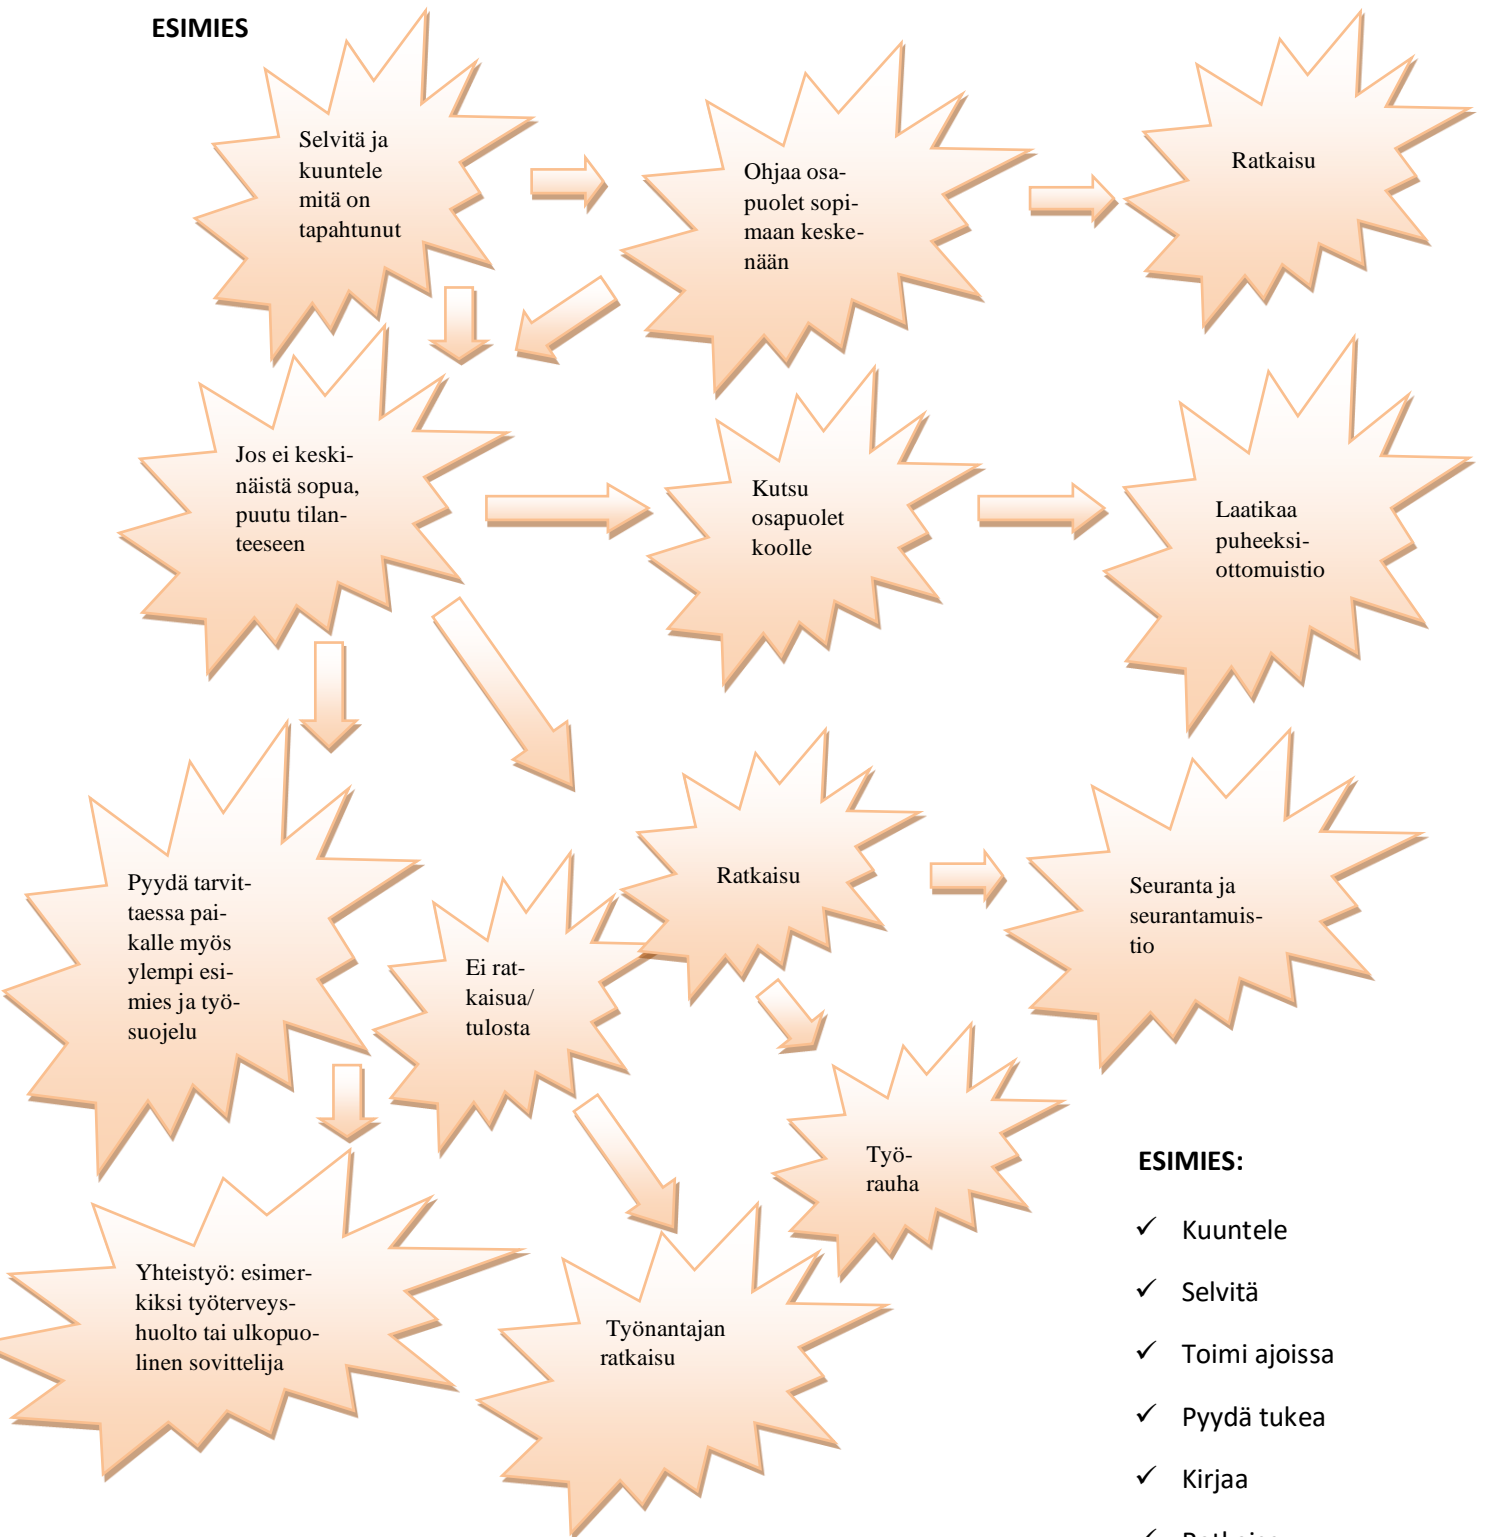 ESIMIES
Selvitä ja
kuuntele
mitä on
tapahtunut
Ohjaa osa-
puolet sopi-
maan keske-
nään
Ratkaisu
Jos ei keski-
näistä sopua,
puutu tilan-
teeseen
Kutsu
osapuolet
koolle
Laatikaa
puheeksi-
ottomuistio
Pyydä tarvit-
taessa pai-
kalle myös
ylempi esi-
mies ja työ-
suojelu
Ei rat-
kaisua/
tulosta
Ratkaisu
Seuranta ja
seurantamuis-
tio
Työ-
rauha
Yhteistyö: esimer-
kiksi työterveys-
huolto tai ulkopuo-
linen sovittelija
Työnantajan
ratkaisu
ESIMIES:
✓ Kuuntele
✓ Selvitä
✓ Toimi ajoissa
✓ Pyydä tukea
✓ Kirjaa